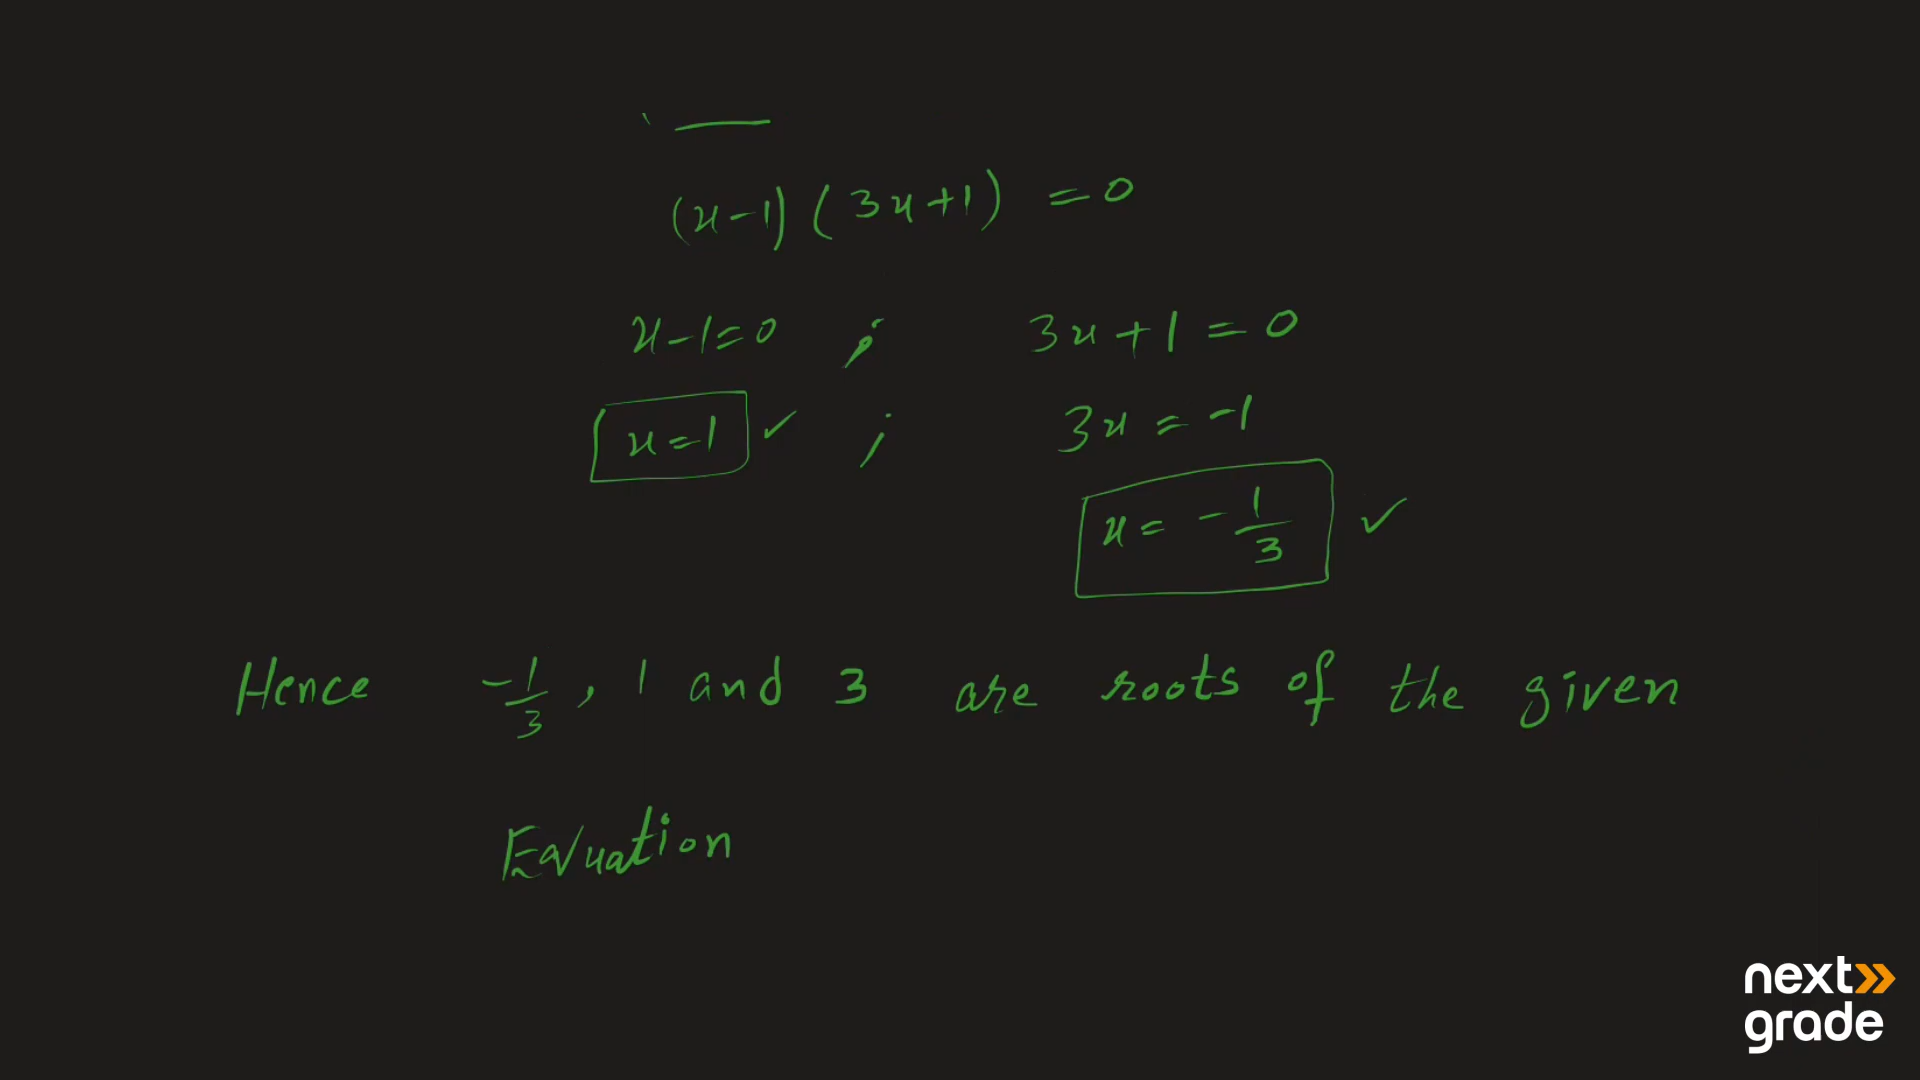 (x-1) (3x+1) = 0
x-1=0 ; 3x+1=0
x=1 ✓ ; 3x=-1
x= -1/3 ✓
Hence -1/3, 1 and 3 are roots of the given
Equation
next
grade